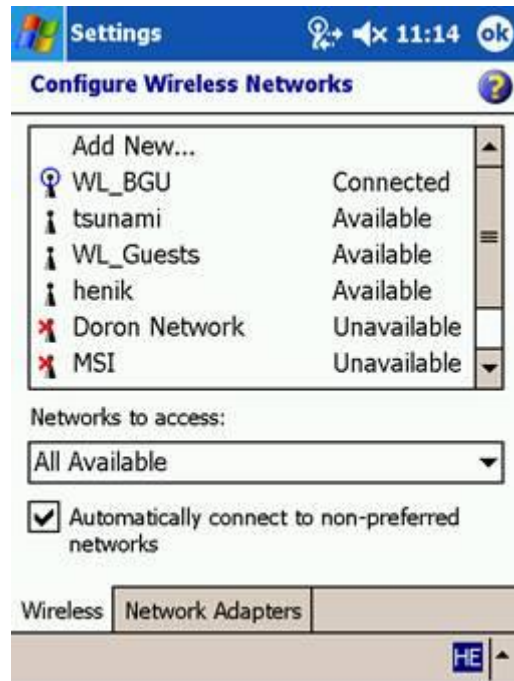 Settings 11:14 ok
Configure Wireless Networks ?
Add New...
WL_BGU Connected
tsunami Available
WL_Guests Available
henik Available
Doron Network Unavailable
MSI Unavailable
Networks to access:
All Available
Automatically connect to non-preferred
networks
Wireless Network Adapters
HE